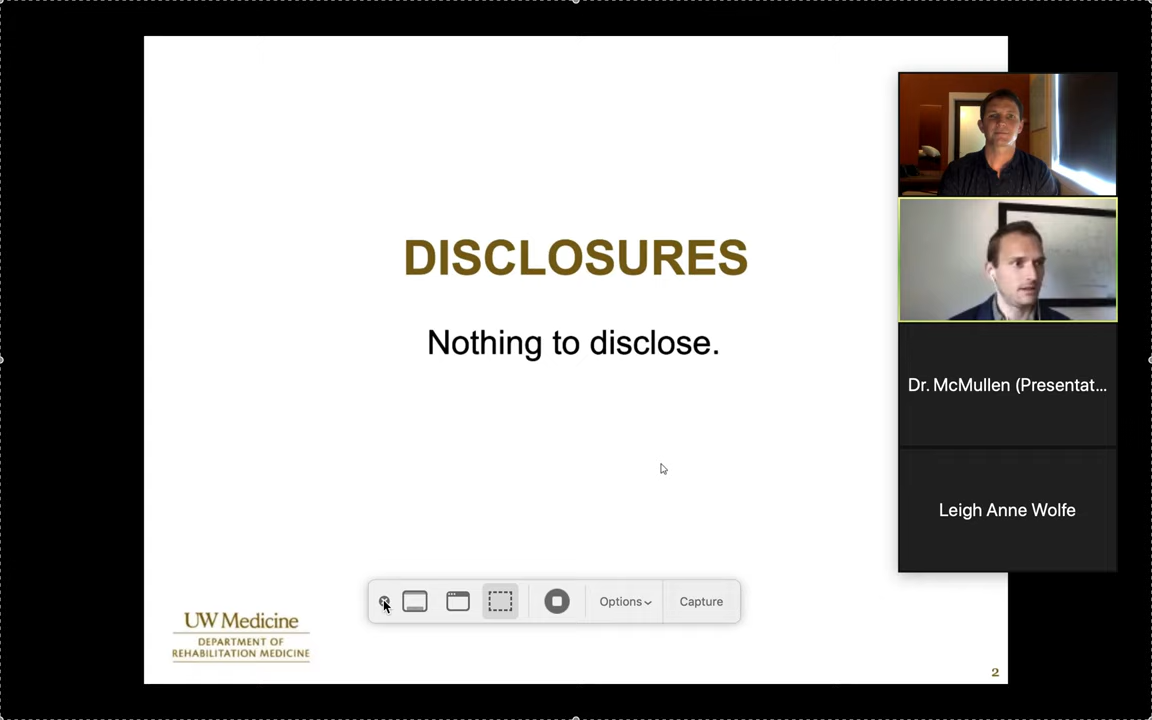 DISCLOSURES
Nothing to disclose.
Dr. McMullen (Presentat...
Leigh Anne Wolfe
Options
Capture
UW Medicine
DEPARTMENT OF
REHABILITATION MEDICINE
2